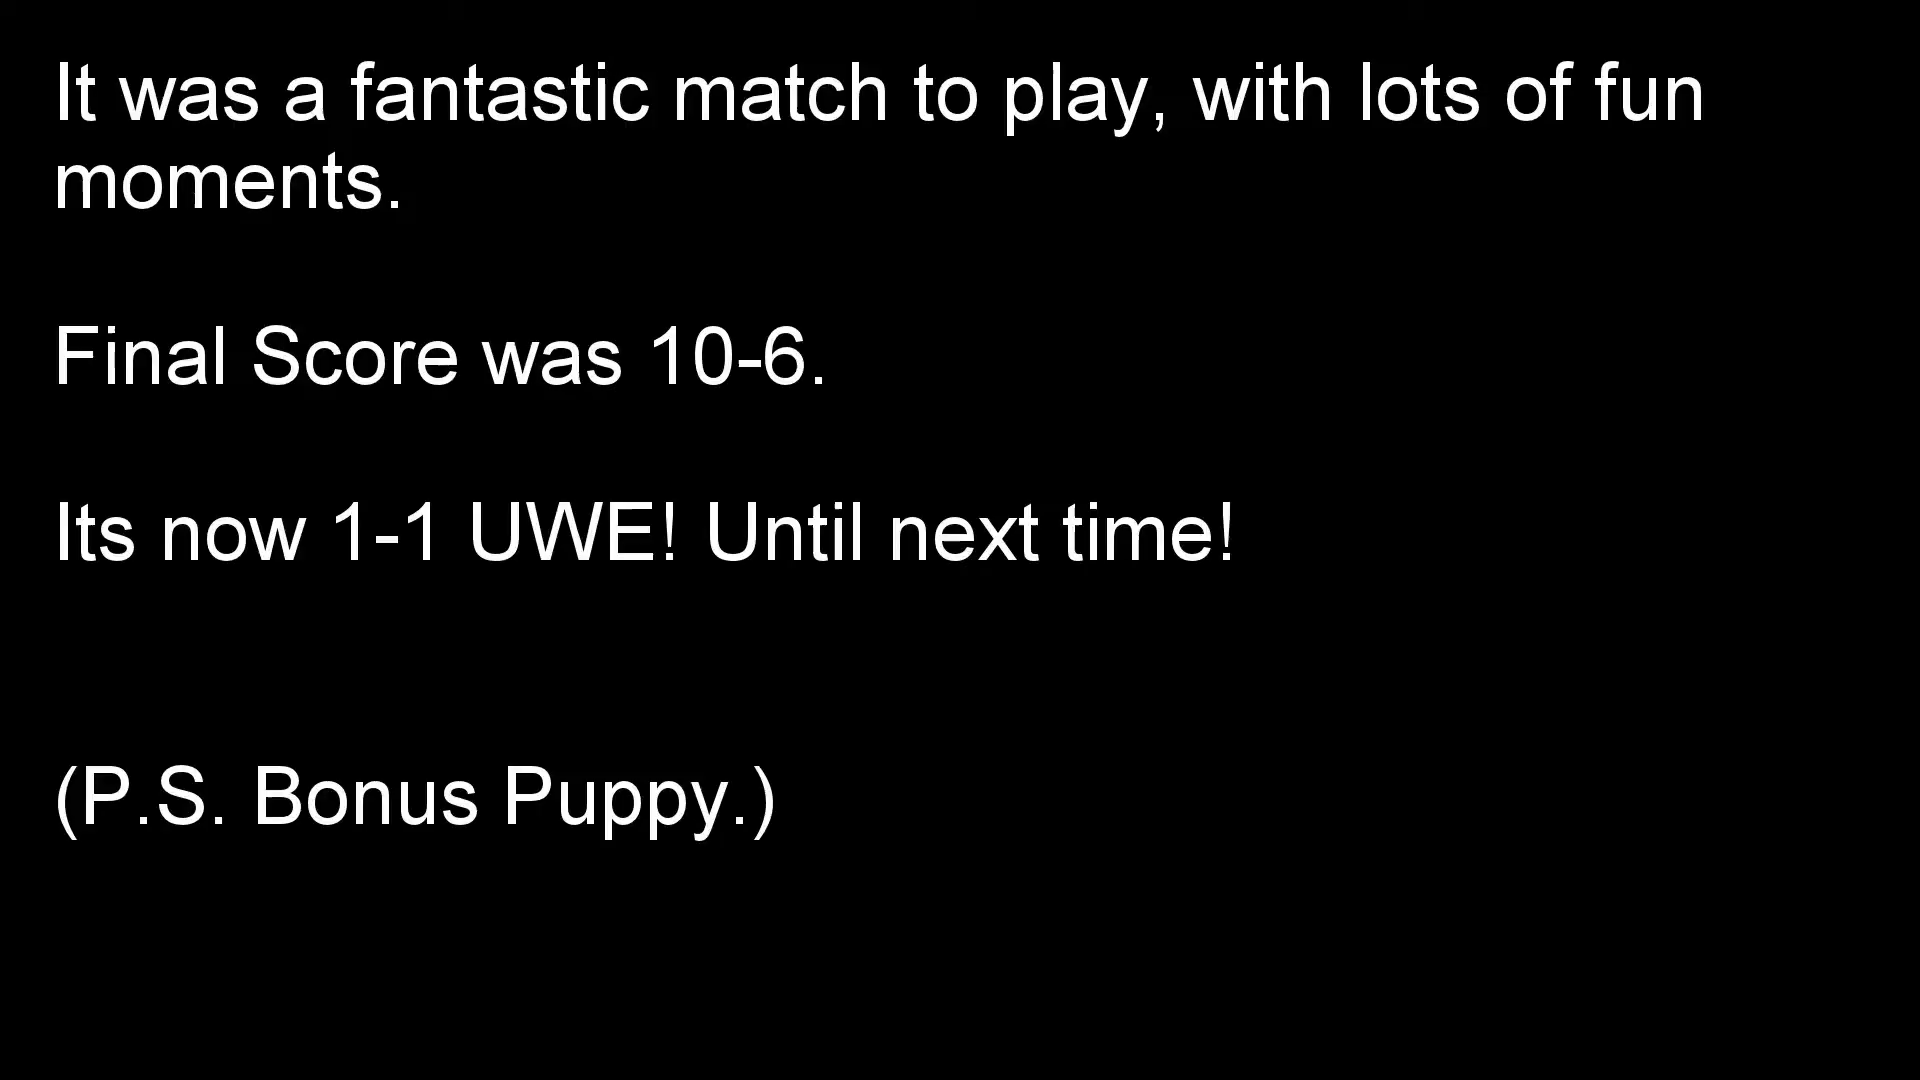 It was a fantastic match to play, with lots of fun
moments.
Final Score was 10-6.
Its now 1-1 UWE! Until next time!
(P.S. Bonus Puppy.)